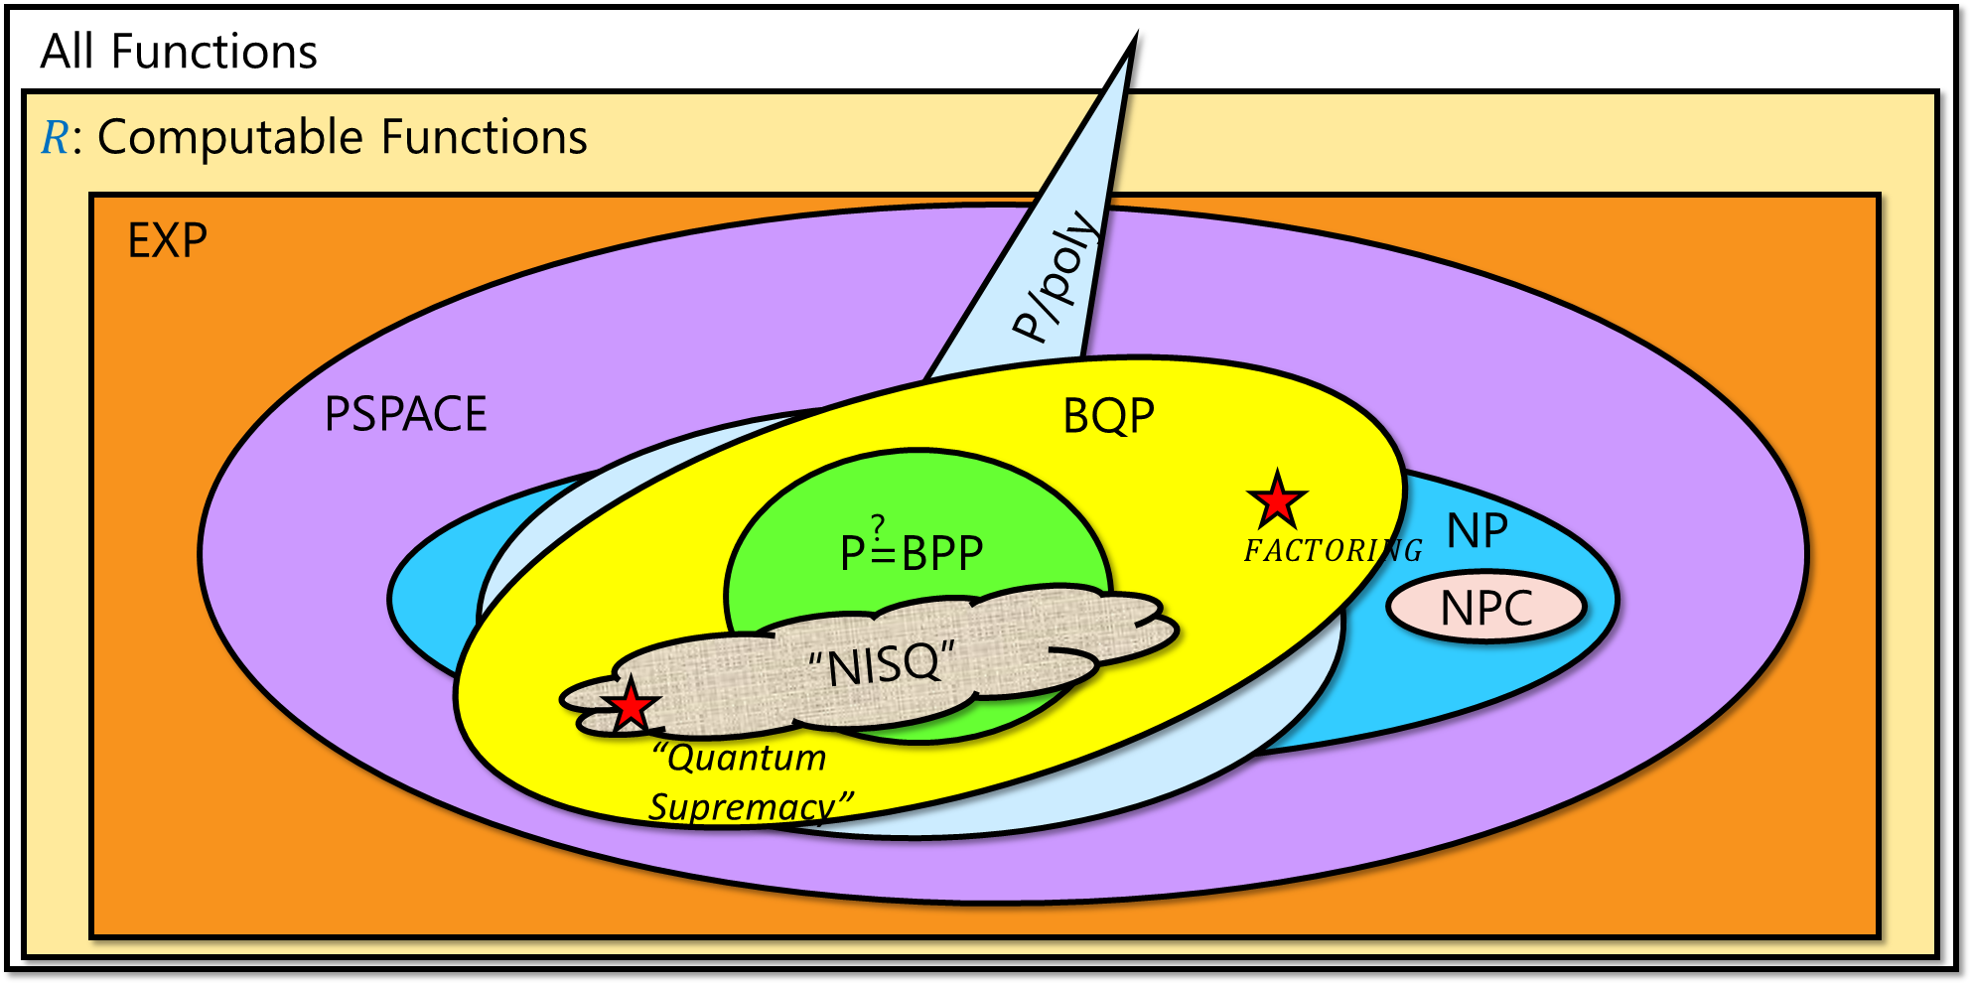 All Functions
R: Computable Functions
EXP
P/poly
PSPACE
BQP
NP
FACTORING
?
P=BPP
NPC
“NISQ”
“Quantum
Supremacy”